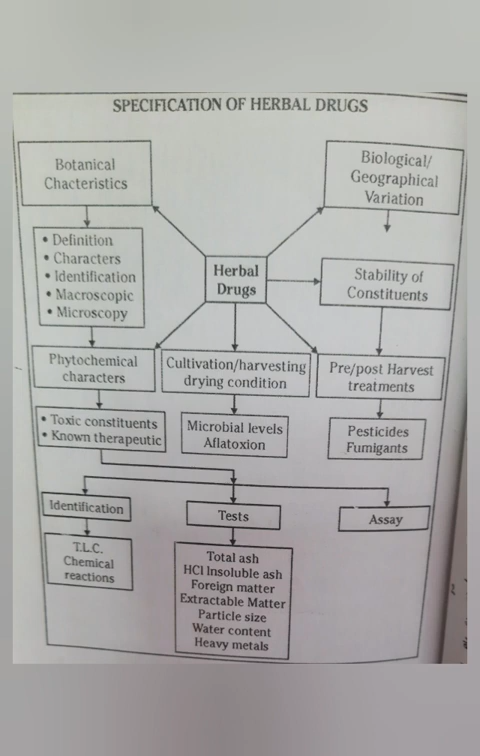 SPECIFICATION OF HERBAL DRUGS
Botanical
Chacteristics
Biological/
Geographical
Variation
• Definition
• Characters
• Identification
• Macroscopic
• Microscopy
Herbal
Drugs
Stability of
Constituents
Phytochemical
characters
Cultivation/harvesting
drying condition
Pre/post Harvest
treatments
• Toxic constituents
• Known therapeutic
Microbial levels
Aflatoxion
Pesticides
Fumigants
Identification
Tests
Assay
T.L.C.
Chemical
reactions
Total ash
HCl Insoluble ash
Foreign matter
Extractable Matter
Particle size
Water content
Heavy metals